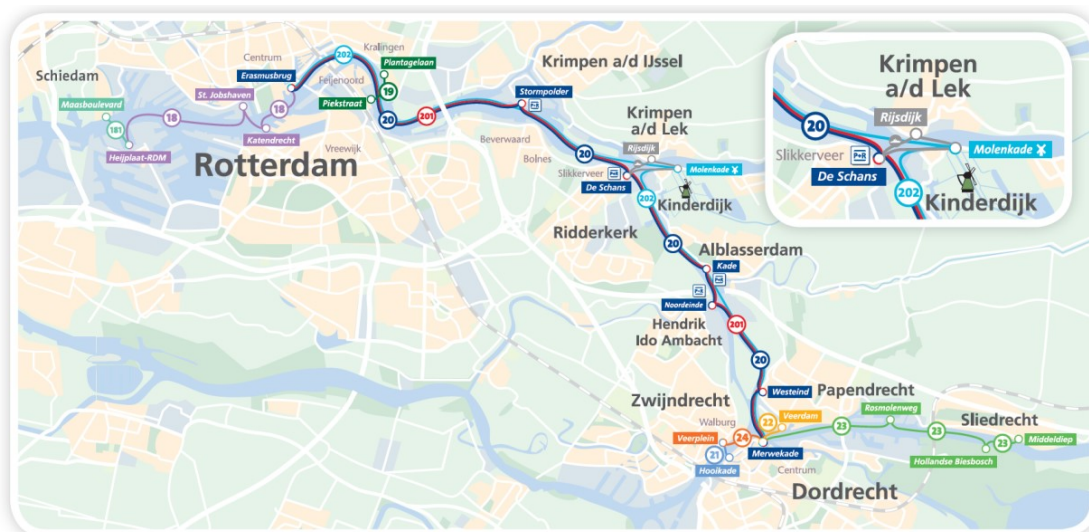 Schiedam
Maasboulevard
181
Heijplaat-RDM
18
St. Jobshaven
Katendrecht
18
Centrum
Erasmusbrug
202
Kralingen
Plantagelaan
19
Feijenoord
Piekstraat
20
201
Vreewijk
Rotterdam
Krimpen a/d IJssel
Stormpolder
P+R
Beverwaard
Bolnes
20
Krimpen
a/d Lek
Rijsdijk
Slikkerveer
P+R
De Schans
Molenkade
202
Kinderdijk
Ridderkerk
20
Alblasserdam
Kade
P+R
P+R
Noordeinde
Hendrik
Ido Ambacht
201
20
Westeind
Zwijndrecht
Walburg
Veerplein
24
22
Veerdam
21
Hooikade
Merwekade
Centrum
Dordrecht
Papendrecht
23
Rosmolenweg
23
Sliedrecht
Middeldiep
23
Hollandse Biesbosch
Krimpen
a/d Lek
20
Rijsdijk
Slikkerveer
P+R
De Schans
Molenkade
202
Kinderdijk